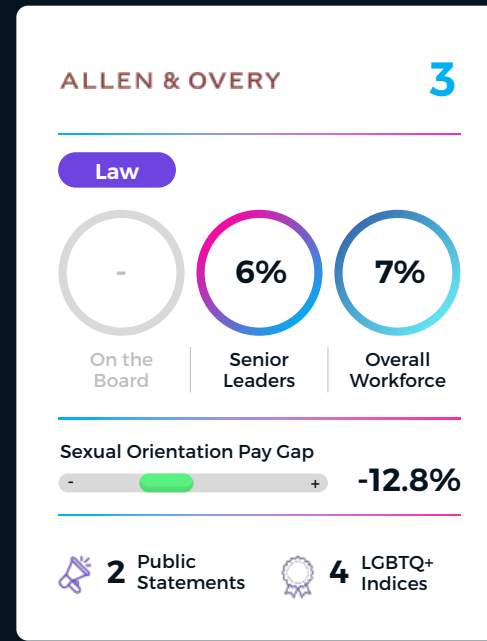 ALLEN & OVERY
3
Law
-
6%
7%
On the
Board
Senior
Leaders
Overall
Workforce
Sexual Orientation Pay Gap
-
+
-12.8%
2
Public
Statements
4
LGBTQ+
Indices